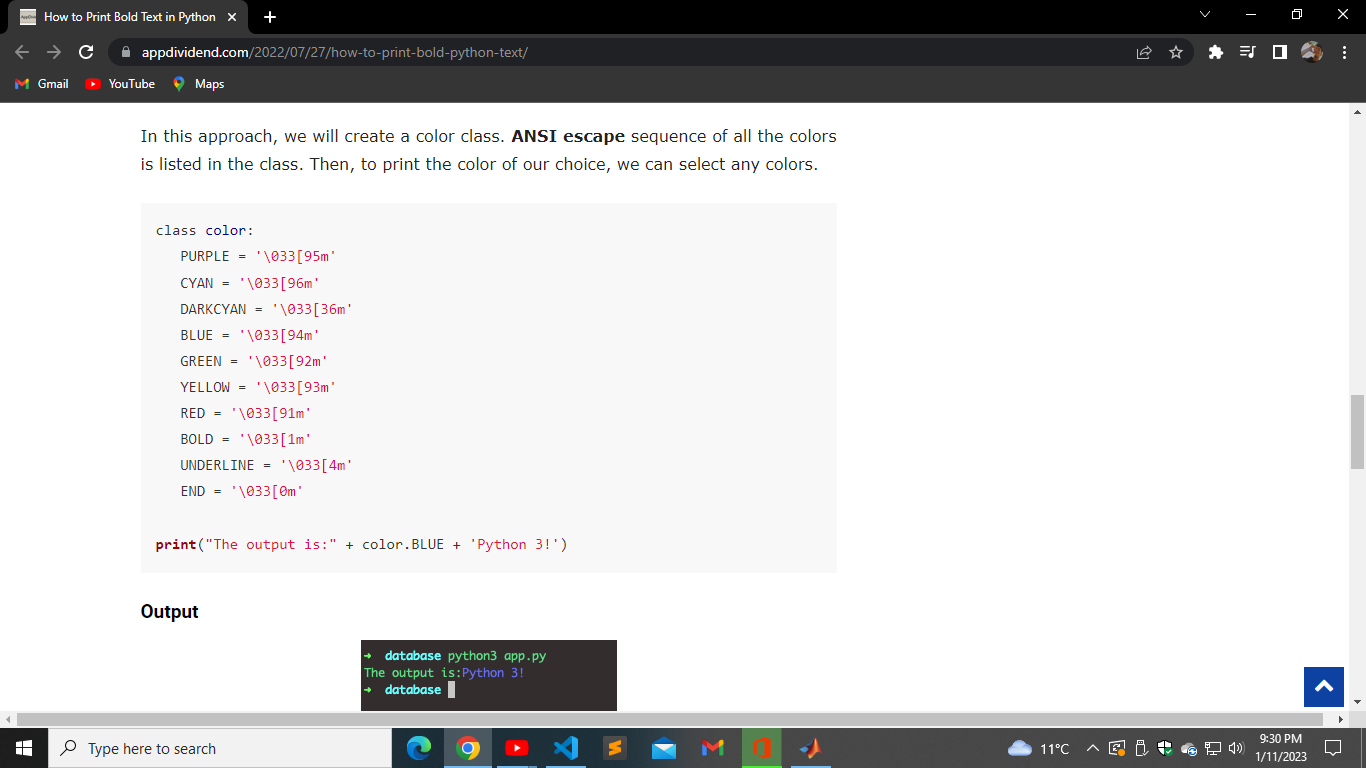 How to Print Bold Text in Python
appdividend.com/2022/07/27/how-to-print-bold-python-text/
Gmail
YouTube
Maps
In this approach, we will create a color class. ANSI escape sequence of all the colors
is listed in the class. Then, to print the color of our choice, we can select any colors.
class color:
   PURPLE = '\033[95m'
   CYAN = '\033[96m'
   DARKCYAN = '\033[36m'
   BLUE = '\033[94m'
   GREEN = '\033[92m'
   YELLOW = '\033[93m'
   RED = '\033[91m'
   BOLD = '\033[1m'
   UNDERLINE = '\033[4m'
   END = '\033[0m'
print("The output is:" + color.BLUE + 'Python 3!')
Output
→ database python3 app.py
The output is:Python 3!
→ database
Type here to search
11°C
9:30 PM
1/11/2023